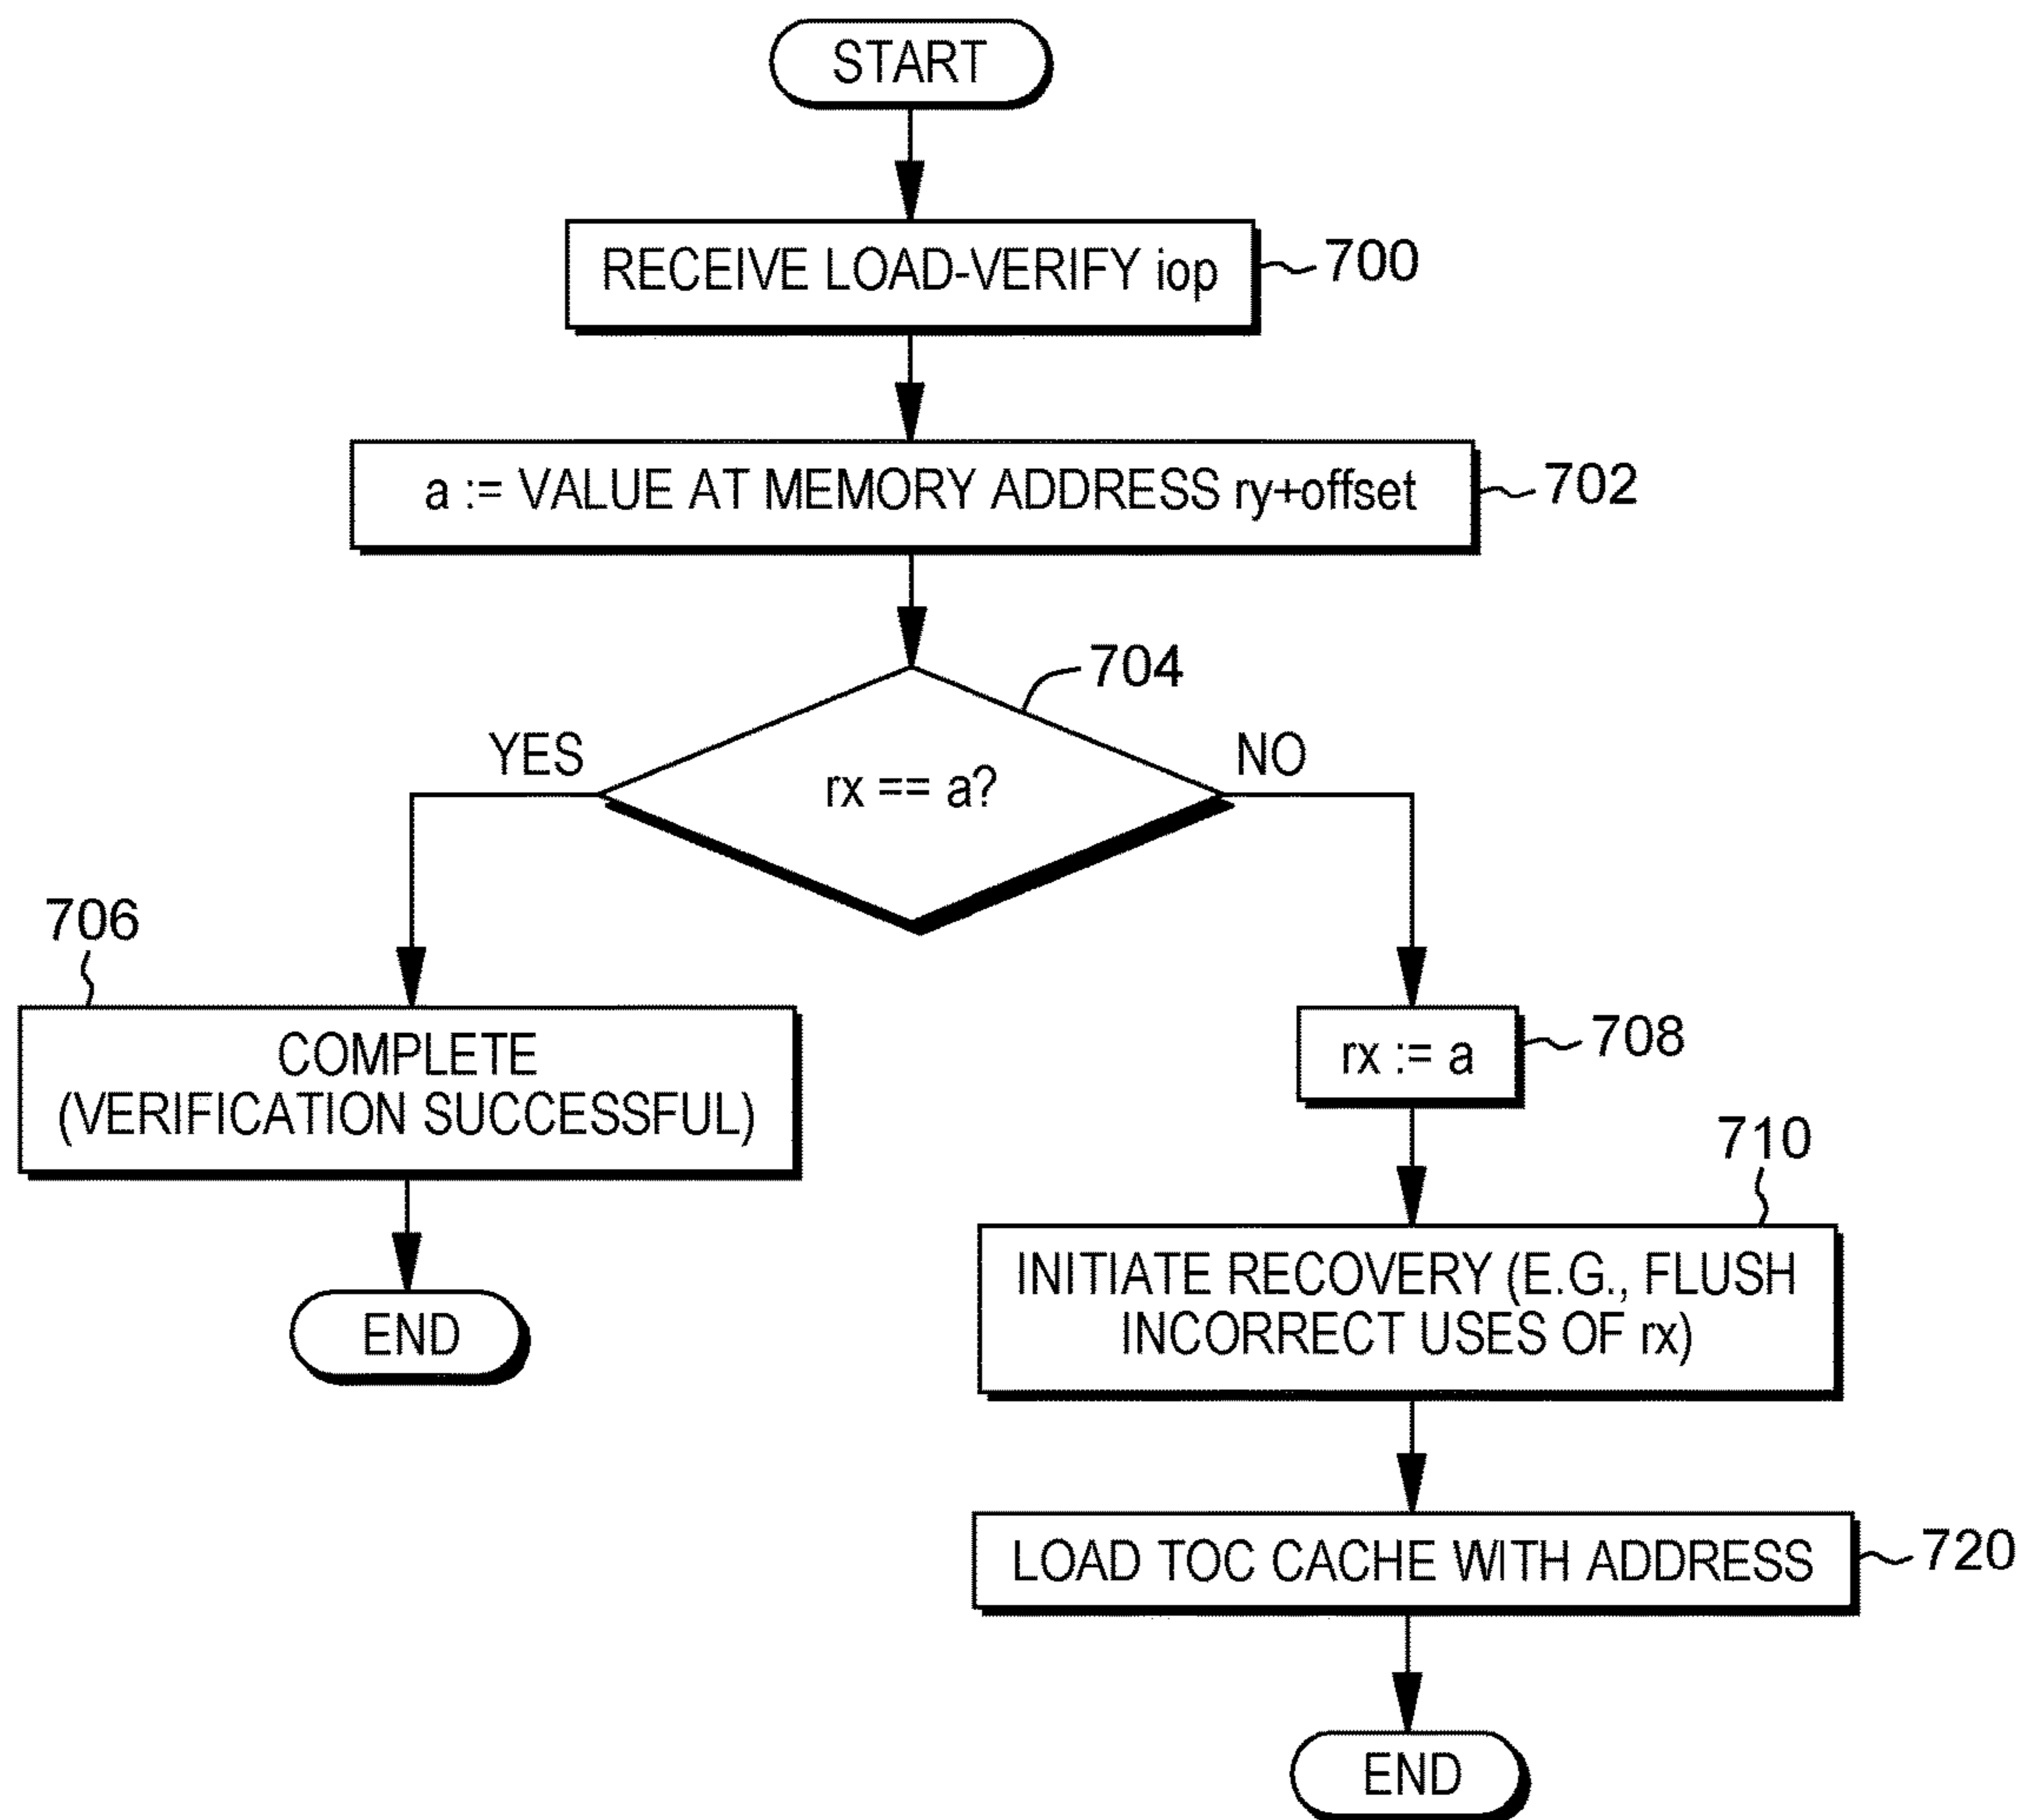 START
RECEIVE LOAD-VERIFY iop
700
a := VALUE AT MEMORY ADDRESS ry+offset
702
704
YES
NO
rx == a?
706
COMPLETE
(VERIFICATION SUCCESSFUL)
END
rx := a
708
710
INITIATE RECOVERY (E.G., FLUSH
INCORRECT USES OF rx)
LOAD TOC CACHE WITH ADDRESS
720
END